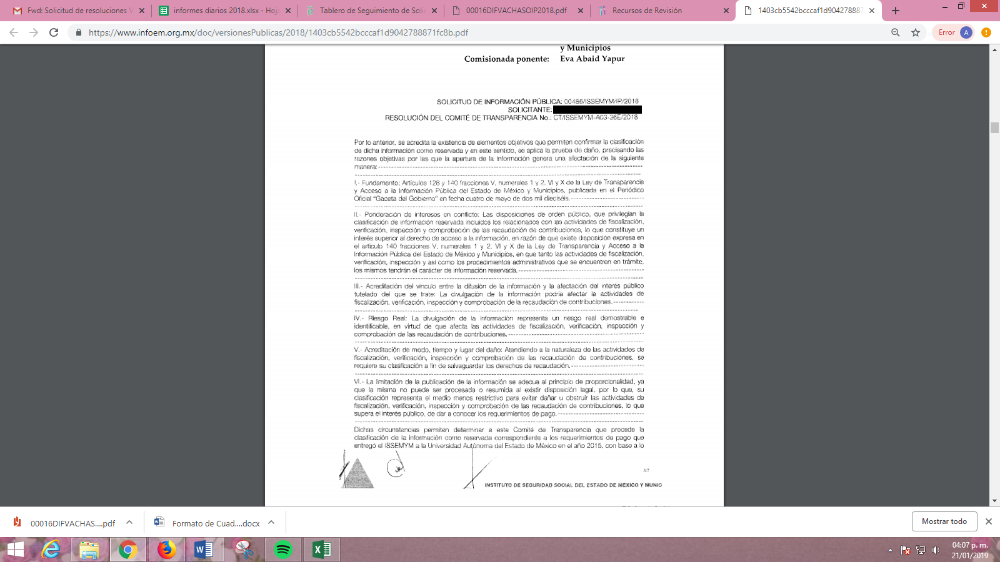 Fwd: Solicitud de resoluciones V
informes diarios 2018.xlsx - Hoja
Tablero de Seguimiento de Solic
00016DIFVACHASOIP2018.pdf
Recursos de Revisión
1403cb5542bcccaf1d9042788871
https://www.infoem.org.mx/doc/versionesPublicas/2018/1403cb5542bcccaf1d9042788871fc8b.pdf
Error
A
y Municipios
Comisionada ponente: Eva Abaid Yapur
SOLICITUD DE INFORMACIÓN PÚBLICA: 00486/ISSEMYM/IP/2018
SOLICITANTE:
RESOLUCIÓN DEL COMITÉ DE TRANSPARENCIA No.: CT/ISSEMYM-A03-36E/2018
Por lo anterior, se acredita la existencia de elementos objetivos que permiten confirmar la clasificación
de dicha información como reservada y en este sentido, se aplica la prueba de daño, precisando las
razones objetivas por las que la apertura de la información genera una afectación de la siguiente
manera:
I.- Fundamento; Artículos 128 y 140 fracciones V, numerales 1 y 2, VI y X de la Ley de Transparencia
y Acceso a la Información Pública del Estado de México y Municipios, publicada en el Periódico
Oficial "Gaceta del Gobierno" en fecha cuatro de mayo de dos mil dieciséis.
II.- Ponderación de intereses en conflicto: Las disposiciones de orden público, que privilegian la
clasificación de información reservada incluidos los relacionados con las actividades de fiscalización,
verificación, inspección y comprobación de las recaudación de contribuciones, lo que constituye un
interés superior al derecho de acceso a la información, en razón de que existe disposición expresa en
el artículo 140 fracciones V, numerales 1 y 2, VI y X de la Ley de Transparencia y Acceso a la
Información Pública del Estado de México y Municipios, en que tanto las actividades de fiscalización,
verificación, inspección y así como los procedimientos administrativos que se encuentren en trámite,
los mismos tendrán el carácter de información reservada.
III.- Acreditación del vínculo entre la difusión de la información y la afectación del interés público
tutelado del que se trate: La divulgación de la información podría afectar la actividades de
fiscalización, verificación, inspección y comprobación de la recaudación de contribuciones.
IV.- Riesgo Real: La divulgación de la información representa un riesgo real demostrable e
identificable, en virtud de que afecta las actividades de fiscalización, verificación, inspección y
comprobación de las recaudación de contribuciones.
V.- Acreditación de modo, tiempo y lugar del daño: Atendiendo a la naturaleza de las actividades de
fiscalización, verificación, inspección y comprobación de las recaudación de contribuciones, se
requiere su clasificación a fin de salvaguardar los derechos de recaudación.
VI.- La limitación de la publicación de la información se adecua al principio de proporcionalidad, ya
que la misma no puede ser procesada o resumida al existir disposición legal, por lo que, su
clasificación representa el medio menos restrictivo para evitar dañar u obstruir las actividades de
fiscalización, verificación, inspección y comprobación de las recaudación de contribuciones, lo que
supera el interés público, de dar a conocer los requerimientos de pago.
Dichas circunstancias permiten determinar a este Comité de Transparencia que procede la
clasificación de la información como reservada correspondiente a los requerimientos de pago que
entregó el ISSEMYM a la Universidad Autónoma del Estado de México en el año 2015, con base a lo
5/7
INSTITUTO DE SEGURIDAD SOCIAL DEL ESTADO DE MÉXICO Y MUNIC
00016DIFVACHAS....pdf
Formato de Cuad....docx
Mostrar todo
04:07 p. m.
21/01/2019